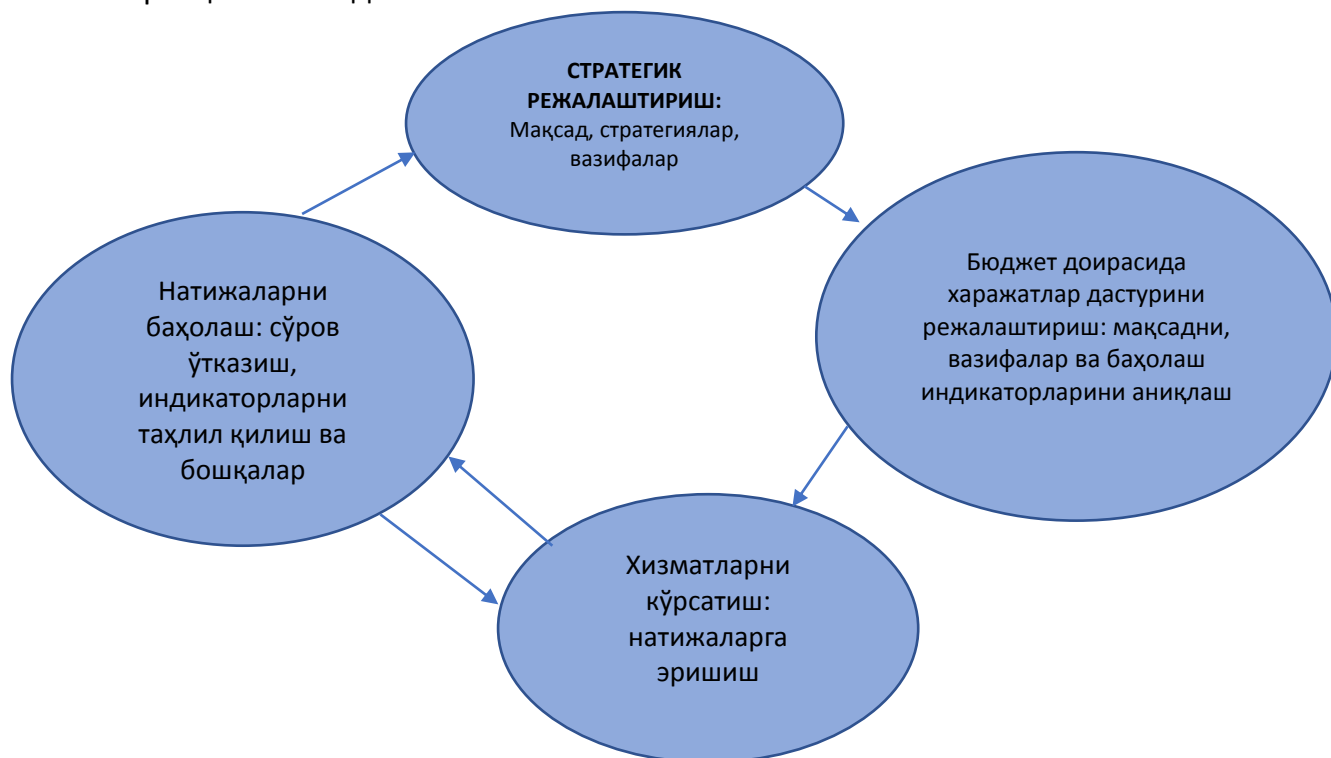 СТРАТЕГИК
РЕЖАЛАШТИРИШ:
Мақсад, стратегиялар,
вазифалар
Бюджет доирасида
харажатлар дастурини
режалаштириш: мақсадни,
вазифалар ва баҳолаш
индикаторларини аниқлаш
Натижаларни
баҳолаш: сўров
ўтказиш,
индикаторларни
таҳлил қилиш ва
бошқалар
Хизматларни
кўрсатиш:
натижаларга
эришиш